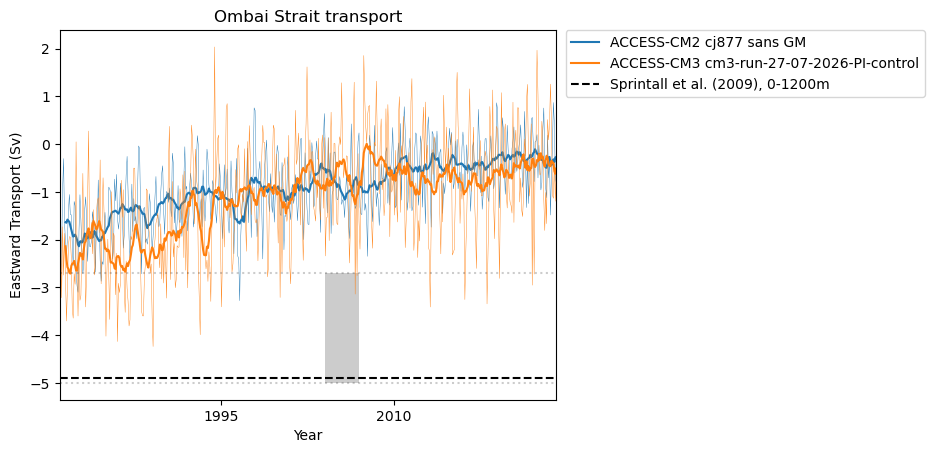 Ombai Strait transport
ACCESS-CM2 cj877 sans GM
ACCESS-CM3 cm3-run-27-07-2026-PI-control
Sprintall et al. (2009), 0-1200m
Eastward Transport (Sv)
2
1
0
−1
−2
−3
−4
−5
1995
2010
Year